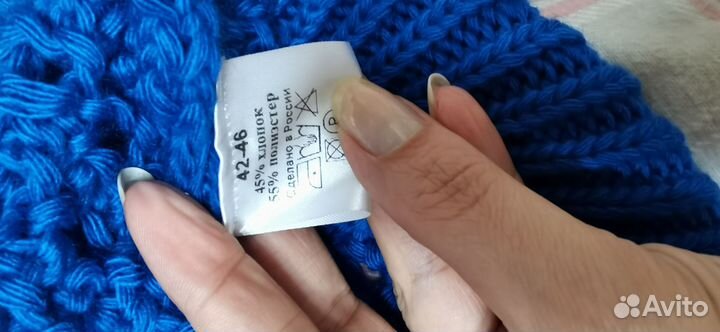 42-46
45% хлопок
55% полиэстер
Сделано в России
P
Avito